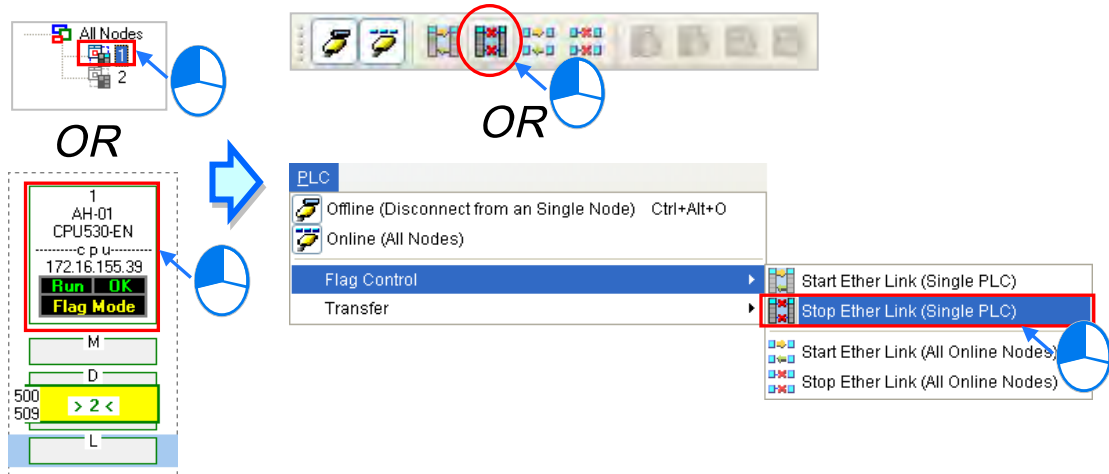 All Nodes
1
2
OR
OR
1
AH-01
CPU530-EN
---------c p u---------
172.16.155.39
Run OK
Flag Mode
M
D
500
509
> 2 <
L
PLC
Offline (Disconnect from an Single Node) Ctrl+Alt+O
Online (All Nodes)
Flag Control
Transfer
Start Ether Link (Single PLC)
Stop Ether Link (Single PLC)
Start Ether Link (All Online Nodes)
Stop Ether Link (All Online Nodes)